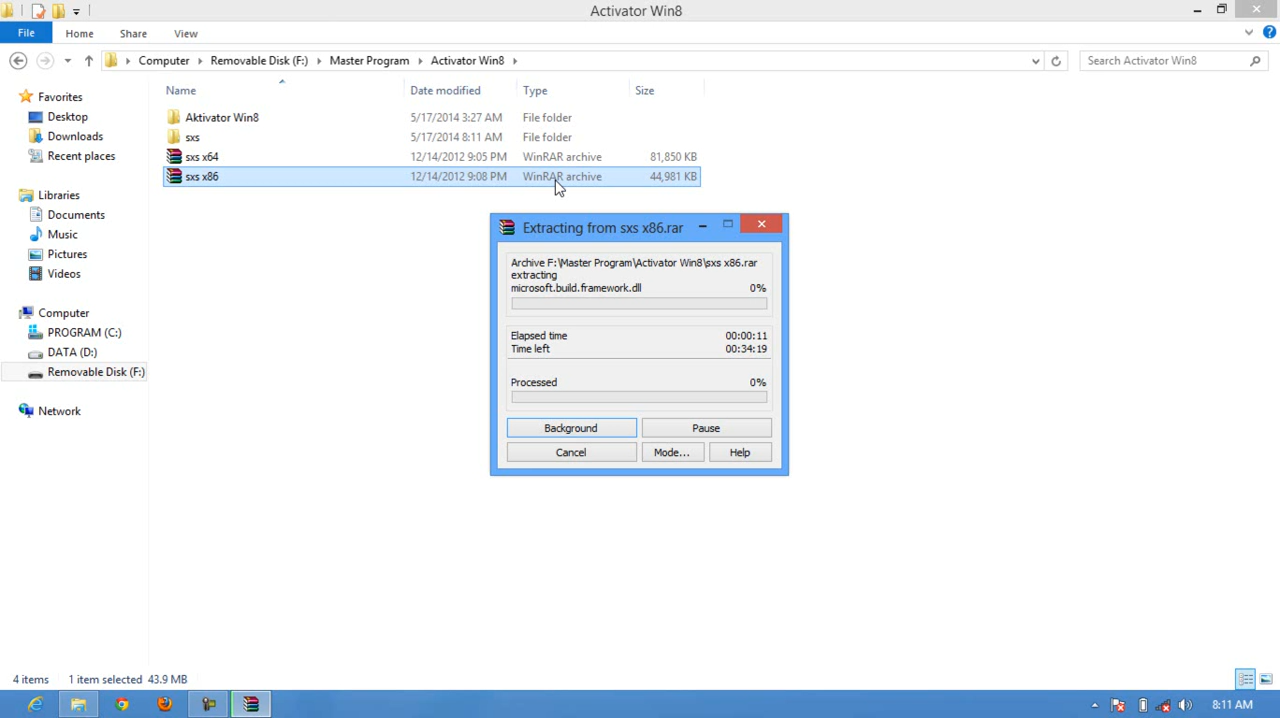 Activator Win8
File Home Share View
Computer Removable Disk (F:) Master Program Activator Win8 Search Activator Win8
Name Date modified Type Size
Favorites
Desktop
Downloads
Recent places
Libraries
Documents
Music
Pictures
Videos
Computer
PROGRAM (C:)
DATA (D:)
Removable Disk (F:)
Network
Aktivator Win8 5/17/2014 3:27 AM File folder
sxs 5/17/2014 8:11 AM File folder
sxs x64 12/14/2012 9:05 PM WinRAR archive 81,850 KB
sxs x86 12/14/2012 9:08 PM WinRAR archive 44,981 KB
Extracting from sxs x86.rar
Archive F:\Master Program\Activator Win8\sxs x86.rar
extracting
microsoft.build.framework.dll 0%
Elapsed time 00:00:11
Time left 00:34:19
Processed 0%
Background Pause
Cancel Mode... Help
4 items 1 item selected 43.9 MB
8:11 AM